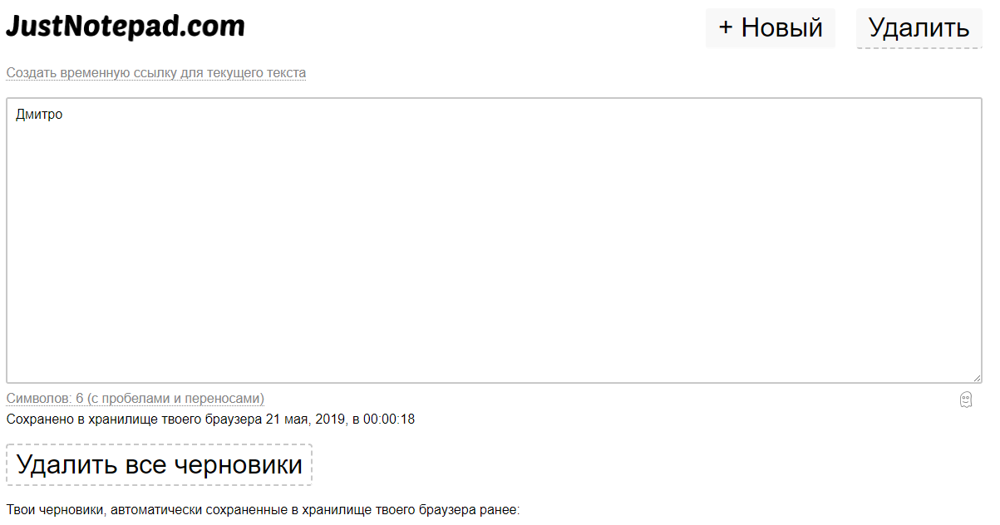 JustNotepad.com
+ Новый
Удалить
Создать временную ссылку для текущего текста
Дмитро
Символов: 6 (с пробелами и переносами)
Сохранено в хранилище твоего браузера 21 мая, 2019, в 00:00:18
Удалить все черновики
Твои черновики, автоматически сохраненные в хранилище твоего браузера ранее: